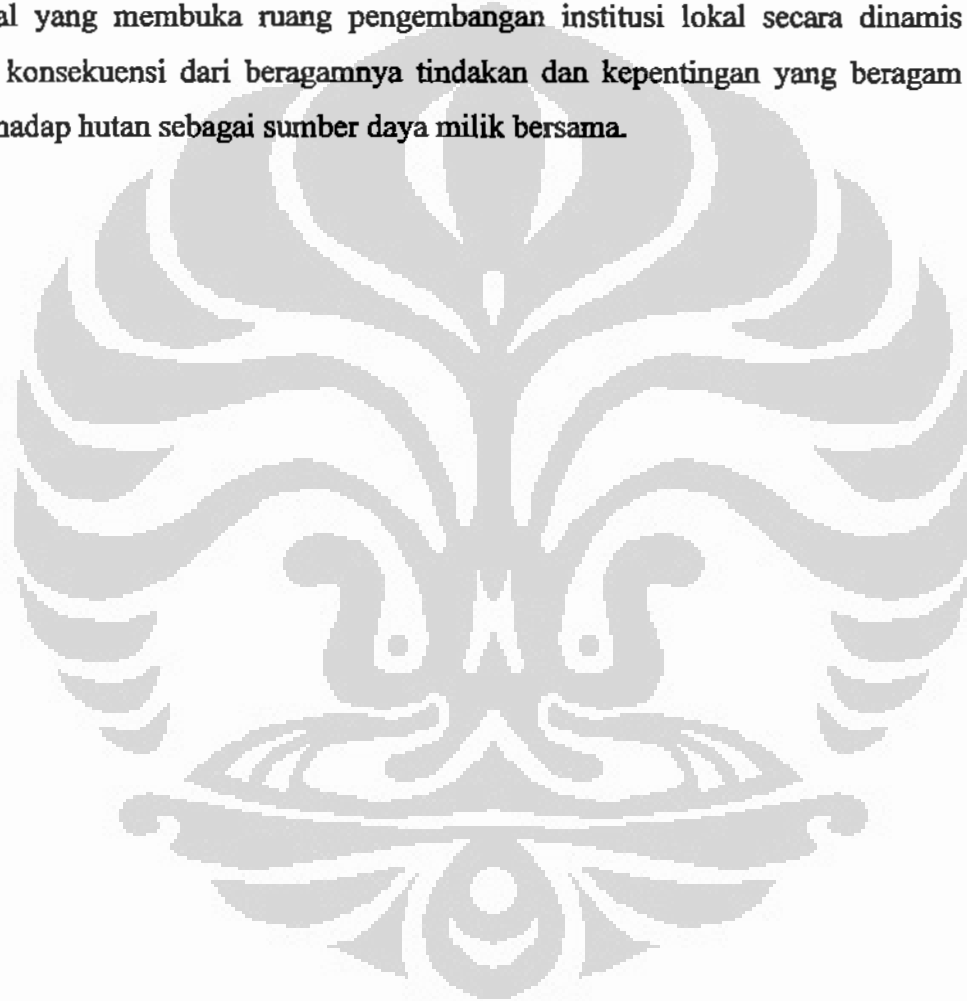 al yang membuka ruang pengembangan institusi lokal secara dinamis
konsekuensi dari beragamnya tindakan dan kepentingan yang beragam
hadap hutan sebagai sumber daya milik bersama.